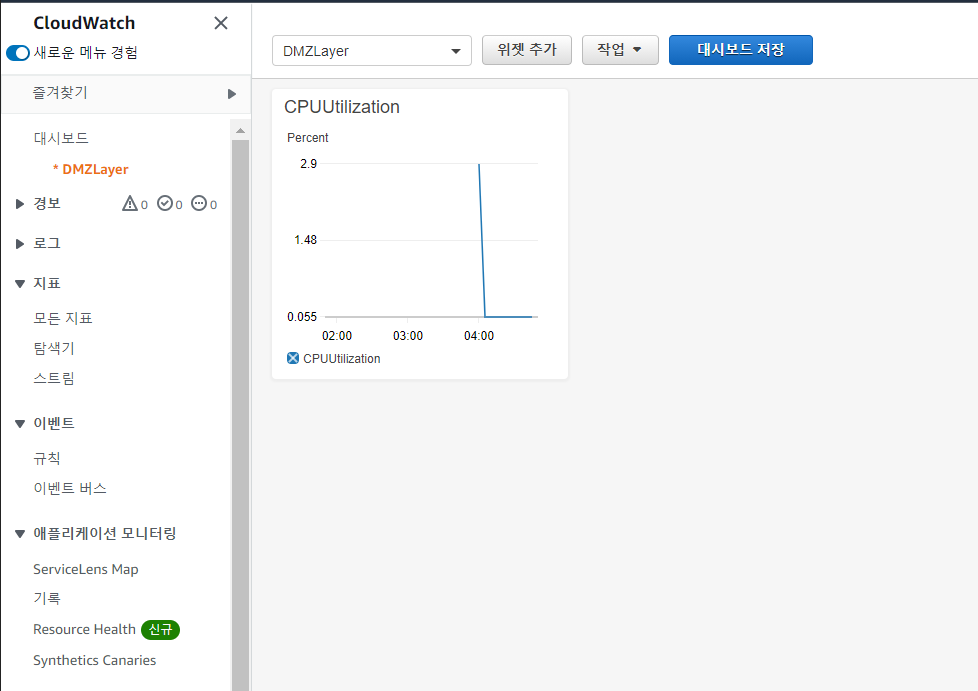 CloudWatch
새로운 메뉴 경험
즐겨찾기
대시보드
* DMZLayer
경보 0 0 0
로그
지표
모든 지표
탐색기
스트림
이벤트
규칙
이벤트 버스
애플리케이션 모니터링
ServiceLens Map
기록
Resource Health 신규
Synthetics Canaries
DMZLayer 위젯 추가 작업 대시보드 저장
CPUUtilization
Percent
2.9
1.48
0.055
02:00 03:00 04:00
CPUUtilization